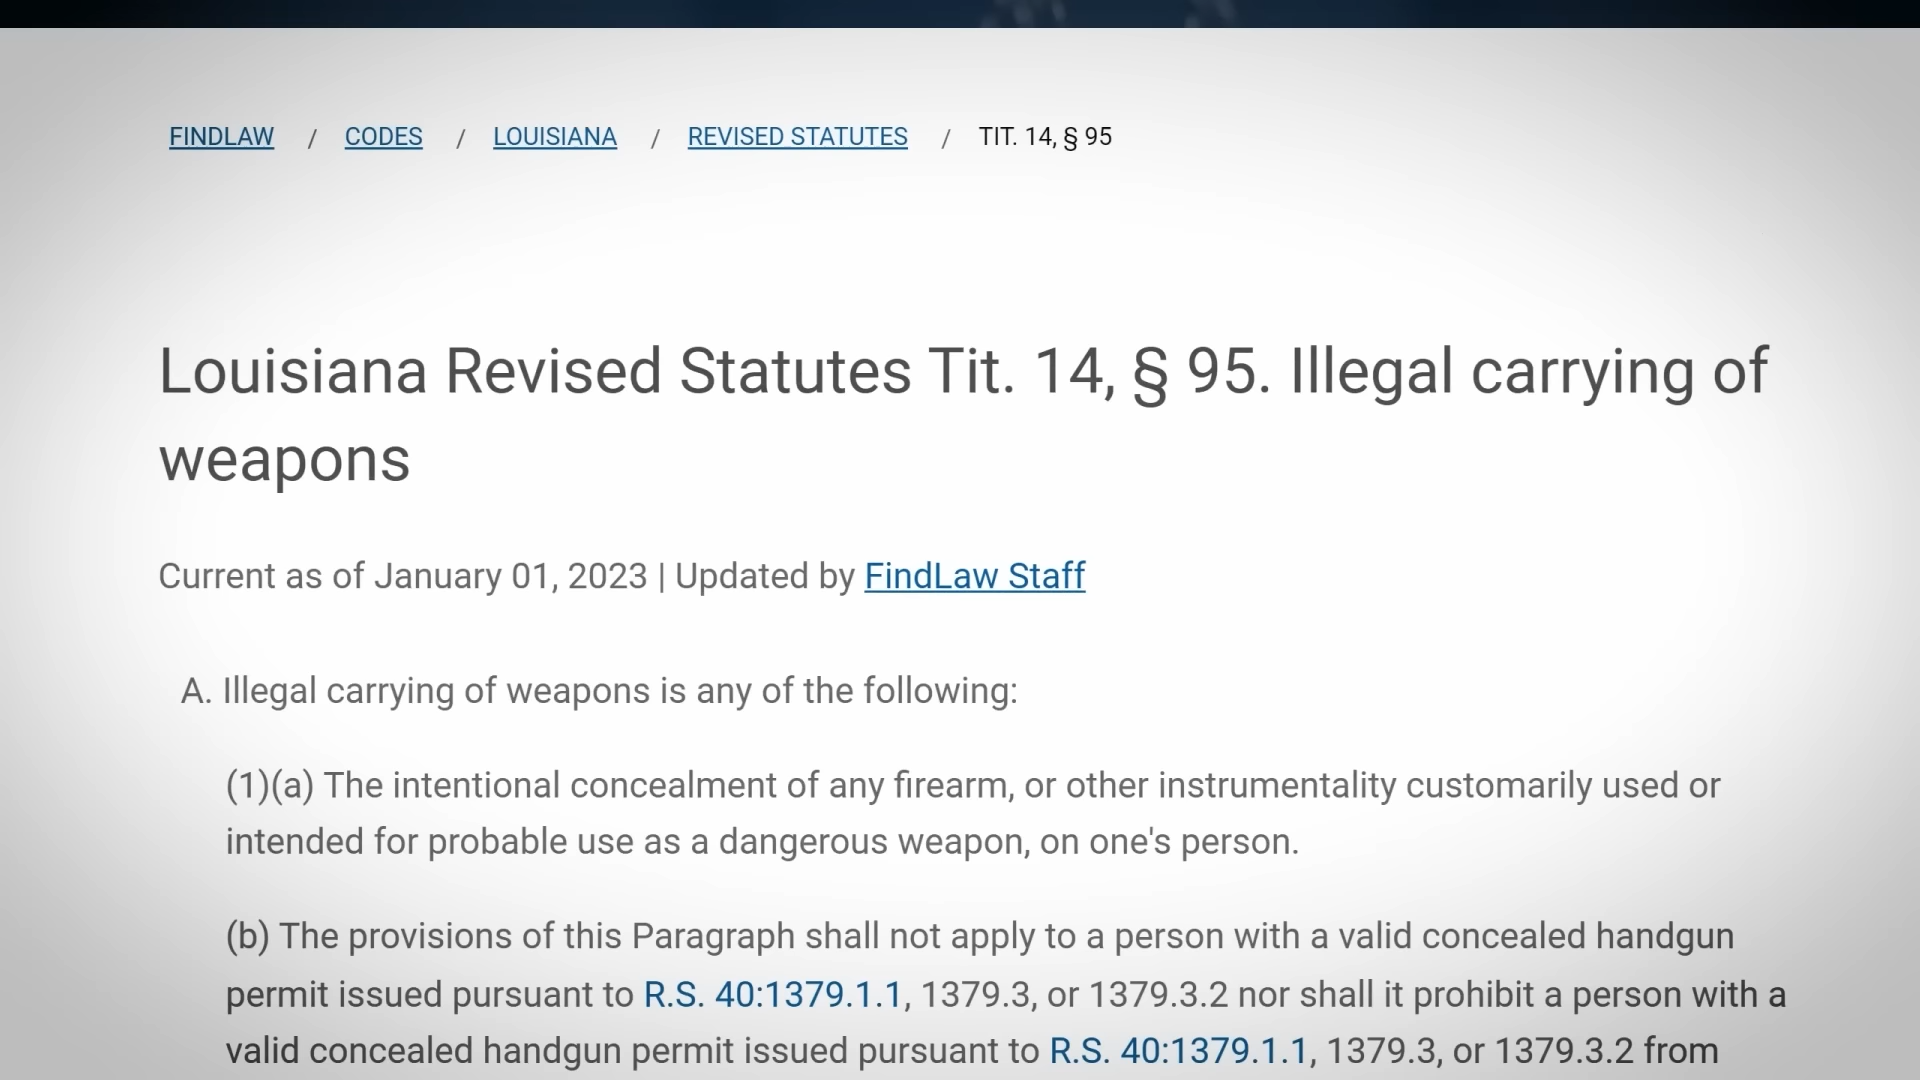 FINDLAW / CODES / LOUISIANA / REVISED STATUTES / TIT. 14, § 95
Louisiana Revised Statutes Tit. 14, § 95. Illegal carrying of
weapons
Current as of January 01, 2023 | Updated by FindLaw Staff
A. Illegal carrying of weapons is any of the following:
(1)(a) The intentional concealment of any firearm, or other instrumentality customarily used or
intended for probable use as a dangerous weapon, on one's person.
(b) The provisions of this Paragraph shall not apply to a person with a valid concealed handgun
permit issued pursuant to R.S. 40:1379.1.1, 1379.3, or 1379.3.2 nor shall it prohibit a person with a
valid concealed handgun permit issued pursuant to R.S. 40:1379.1.1, 1379.3, or 1379.3.2 from